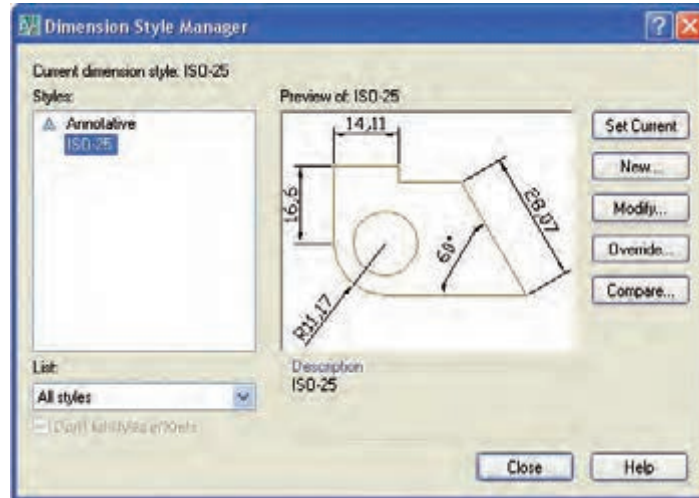 Dimension Style Manager
Current dimension style: ISO-25
Styles:
Annotative
ISO-25
Preview of: ISO-25
14,11
16,6
28,07
60°
R11,17
Set Current
New...
Modify...
Override...
Compare...
List:
All styles
Description
ISO-25
Close
Help